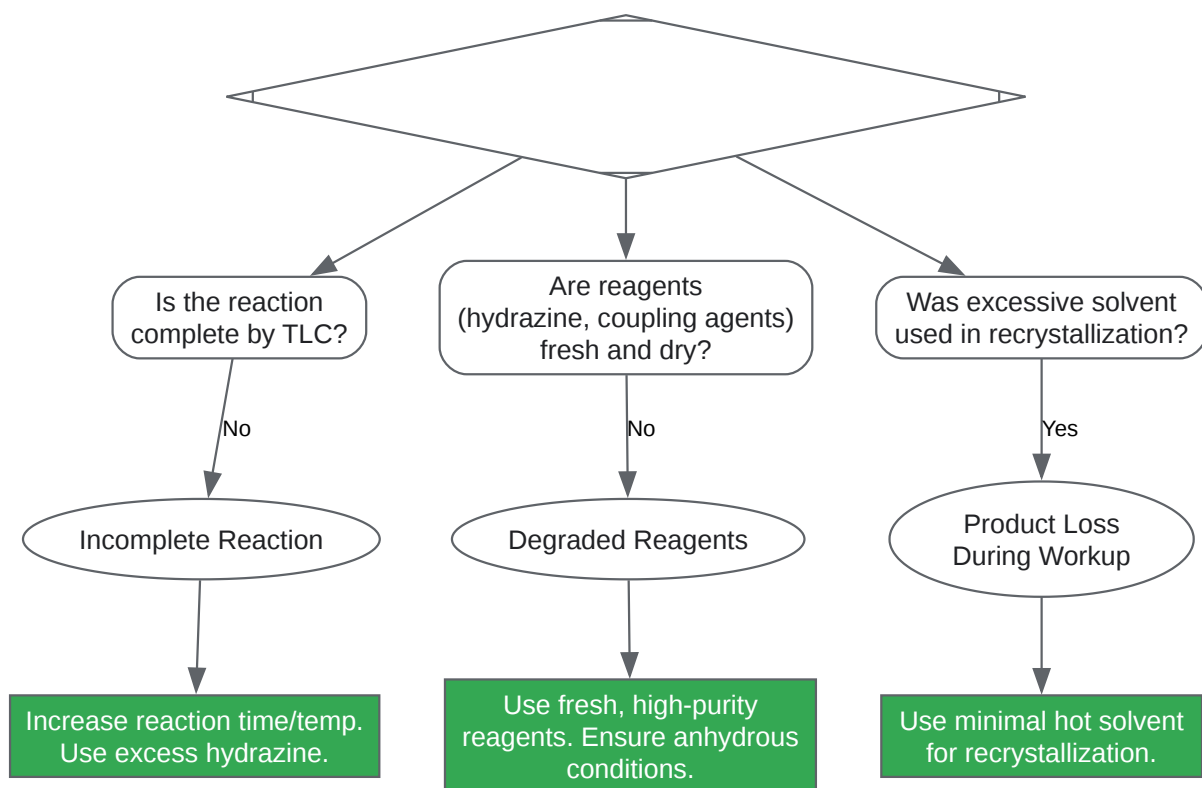 Is the reaction
complete by TLC?
Are reagents
(hydrazine, coupling agents)
fresh and dry?
Was excessive solvent
used in recrystallization?
No
No
Yes
Incomplete Reaction
Degraded Reagents
Product Loss
During Workup
Increase reaction time/temp.
Use excess hydrazine.
Use fresh, high-purity
reagents. Ensure anhydrous
conditions.
Use minimal hot solvent
for recrystallization.